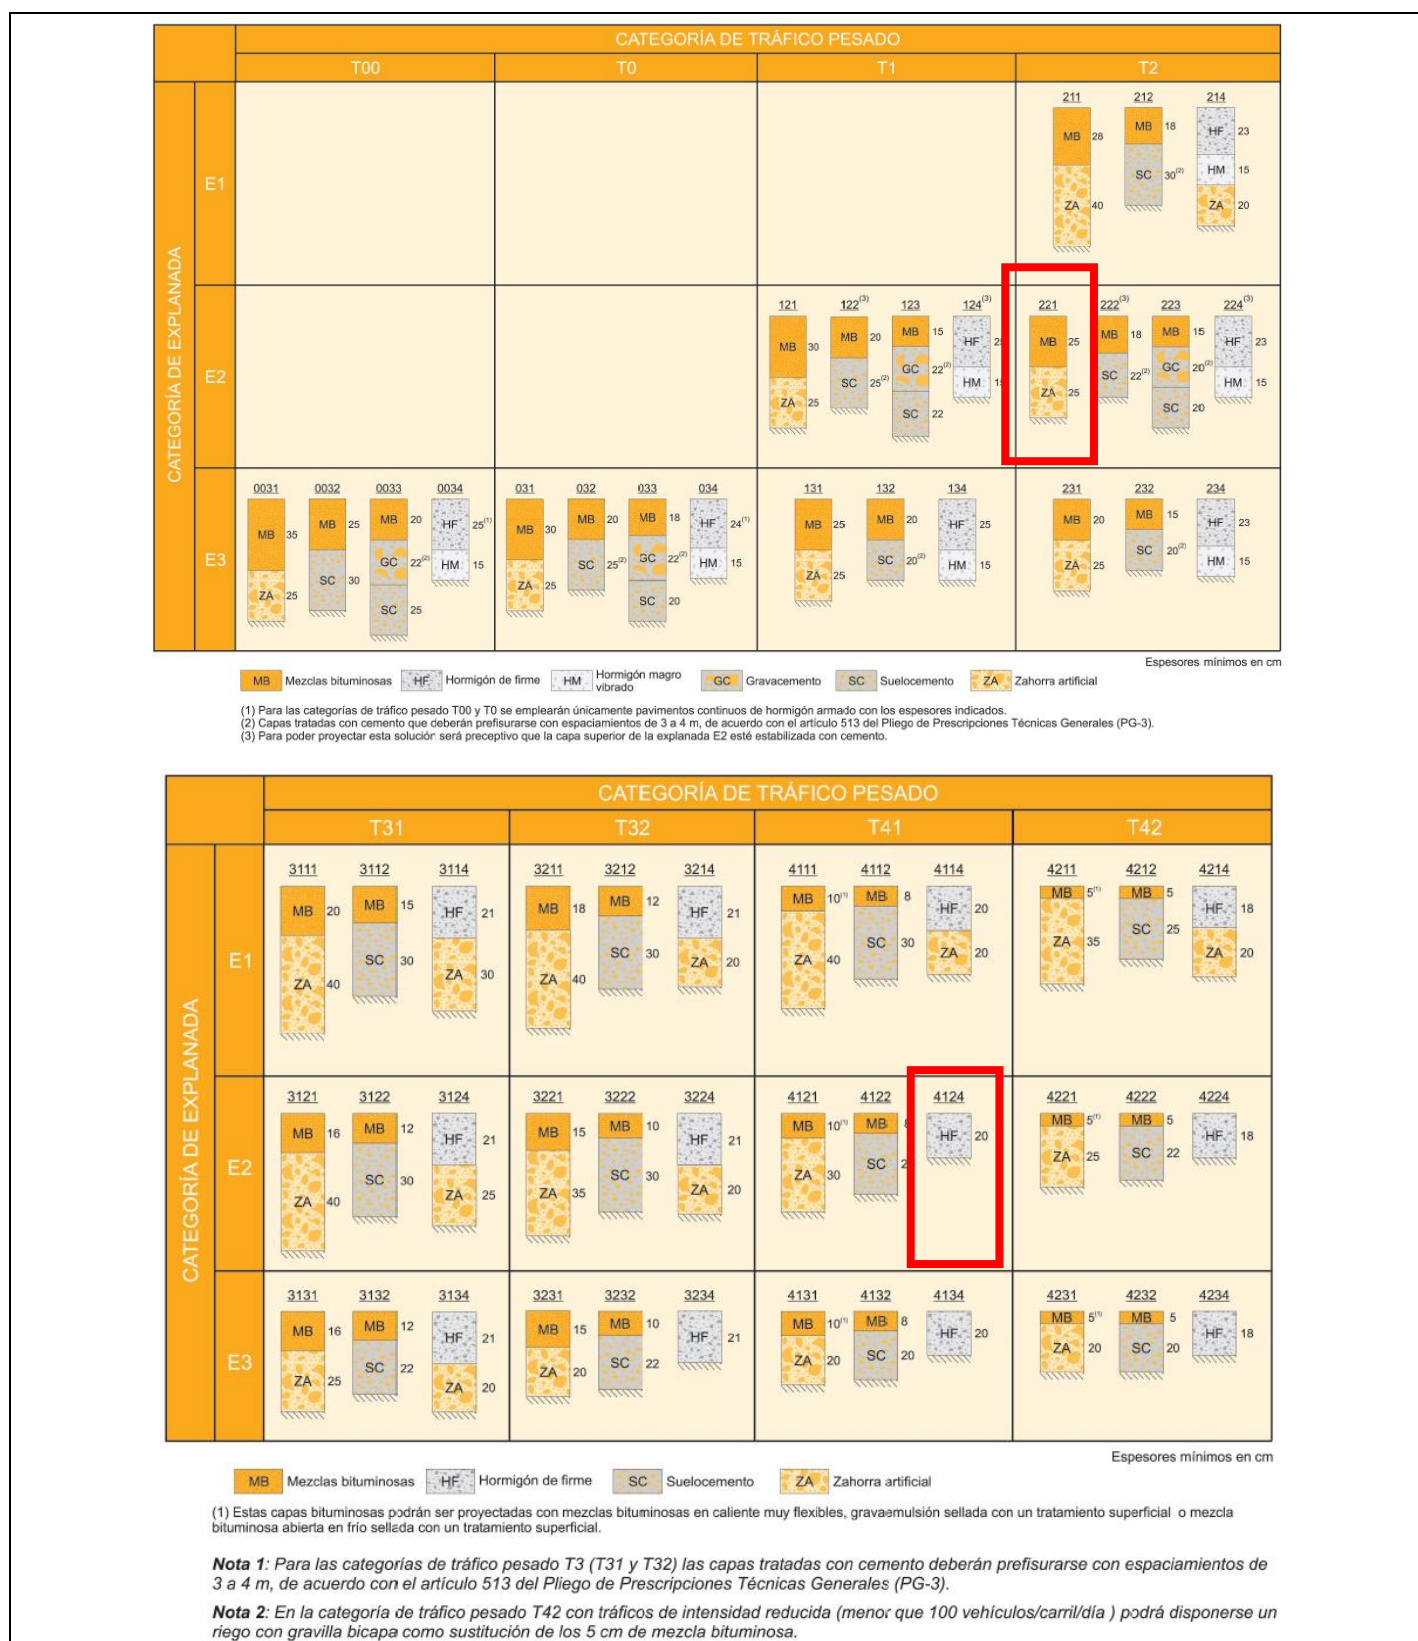 CATEGORÍA DE TRÁFICO PESADO
T00 T0 T1 T2
CATEGORÍA DE EXPLANADA
E1
211 212 214
MB 28 MB 18 HF 23
SC 30(2) HM 15
ZA 40 ZA 20
E2
121 122(3) 123 124(3) 221 222(3) 223 224(3)
MB 30 MB 20 MB 15 HF MB 25 MB 18 MB 15 HF 23
SC 25(2) GC 22(2) HM SC 22(2) GC 20(2) HM 15
ZA 25 SC 22 ZA 25 SC 20
E3
0031 0032 0033 0034 031 032 033 034 131 132 134 231 232 234
MB 35 MB 25 MB 20 HF 25(1) MB 30 MB 20 MB 18 HF 24(1) MB 25 MB 20 HF 25 MB 20 MB 15 HF 23
ZA 25 SC 30 GC 22(2) HM 15 ZA 25 SC 25(2) GC 22(2) HM 15 ZA 25 SC 20(2) HM 15 ZA 25 SC 20(2) HM 15
SC 25 SC 20
Espesores mínimos en cm
MB Mezclas bituminosas HF Hormigón de firme HM Hormigón magro vibrado GC Gravacemento SC Suelocemento ZA Zahorra artificial
(1) Para las categorías de tráfico pesado T00 y T0 se emplearán únicamente pavimentos continuos de hormigón armado con los espesores indicados.
(2) Capas tratadas con cemento que deberán prefisurarse con espaciamientos de 3 a 4 m, de acuerdo con el artículo 513 del Pliego de Prescripciones Técnicas Generales (PG-3).
(3) Para poder proyectar esta solución será preceptivo que la capa superior de la explanada E2 esté estabilizada con cemento.
CATEGORÍA DE TRÁFICO PESADO
T31 T32 T41 T42
CATEGORÍA DE EXPLANADA
E1
3111 3112 3114 3211 3212 3214 4111 4112 4114 4211 4212 4214
MB 20 MB 15 HF 21 MB 18 MB 12 HF 21 MB 10(1) MB 8 HF 20 MB 5(1) MB 5 HF 18
ZA 40 SC 30 ZA 30 ZA 40 SC 30 ZA 20 ZA 40 SC 30 ZA 20 ZA 35 SC 25 ZA 20
E2
3121 3122 3124 3221 3222 3224 4121 4122 4124 4221 4222 4224
MB 16 MB 12 HF 21 MB 15 MB 10 HF 21 MB 10(1) MB HF 20 MB 5(1) MB 5 HF 18
ZA 40 SC 30 ZA 25 ZA 35 SC 30 ZA 20 ZA 30 SC ZA 25 SC 22
E3
3131 3132 3134 3231 3232 3234 4131 4132 4134 4231 4232 4234
MB 16 MB 12 HF 21 MB 15 MB 10 HF 21 MB 10(1) MB 8 HF 20 MB 5(1) MB 5 HF 18
ZA 25 SC 22 ZA 20 ZA 20 SC 22 ZA 20 SC 20 ZA 20 SC 20
Espesores mínimos en cm
MB Mezclas bituminosas HF Hormigón de firme SC Suelocemento ZA Zahorra artificial
(1) Estas capas bituminosas podrán ser proyectadas con mezclas bituminosas en caliente muy flexibles, gravaemulsión sellada con un tratamiento superficial o mezcla
bituminosa abierta en frío sellada con un tratamiento superficial.
Nota 1: Para las categorías de tráfico pesado T3 (T31 y T32) las capas tratadas con cemento deberán prefisurarse con espaciamientos de
3 a 4 m, de acuerdo con el artículo 513 del Pliego de Prescripciones Técnicas Generales (PG-3).
Nota 2: En la categoría de tráfico pesado T42 con tráficos de intensidad reducida (menor que 100 vehículos/carril/día ) podrá disponerse un
riego con gravilla bicapa como sustitución de los 5 cm de mezcla bituminosa.